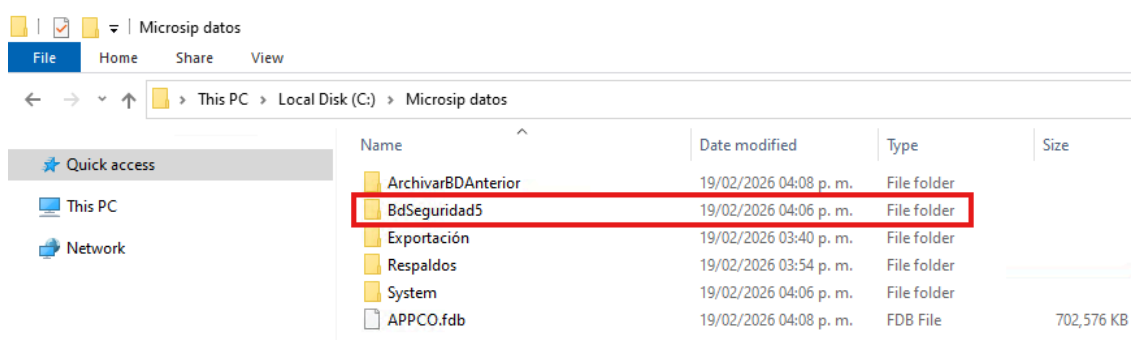 Microsip datos
File Home Share View
This PC > Local Disk (C:) > Microsip datos
Quick access
This PC
Network
Name Date modified Type Size
ArchivarBDAnterior 19/02/2026 04:08 p. m. File folder
BdSeguridad5 19/02/2026 04:06 p. m. File folder
Exportación 19/02/2026 03:40 p. m. File folder
Respaldos 19/02/2026 03:54 p. m. File folder
System 19/02/2026 04:06 p. m. File folder
APPCO.fdb 19/02/2026 04:08 p. m. FDB File 702,576 KB